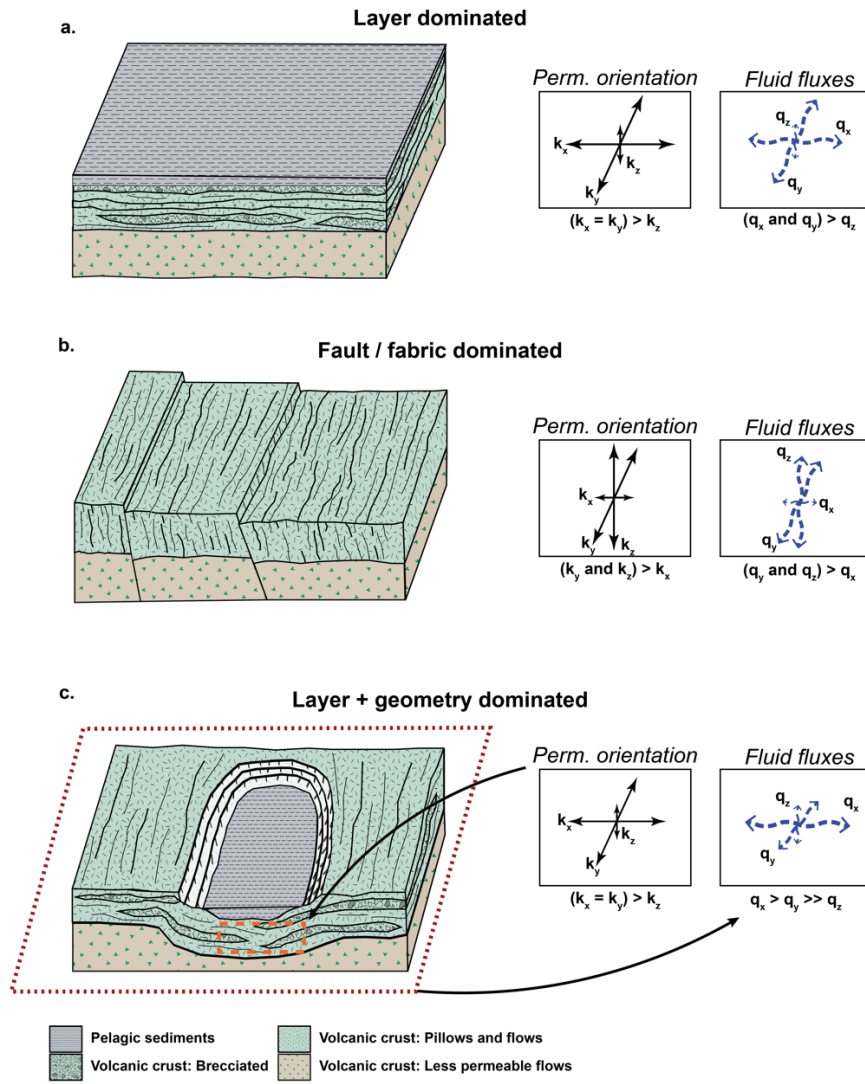 a.
Layer dominated
Perm. orientation
Fluid fluxes
kx
kz
ky
qz
qx
qy
(kx = ky) > kz
(qx and qy) > qz
b.
Fault / fabric dominated
Perm. orientation
Fluid fluxes
kx
ky
kz
qz
qx
qy
(ky and kz) > kx
(qy and qz) > qx
c.
Layer + geometry dominated
Perm. orientation
Fluid fluxes
kx
kz
ky
qz
qx
qy
(kx = ky) > kz
qx > qy >> qz
Pelagic sediments
Volcanic crust: Pillows and flows
Volcanic crust: Brecciated
Volcanic crust: Less permeable flows